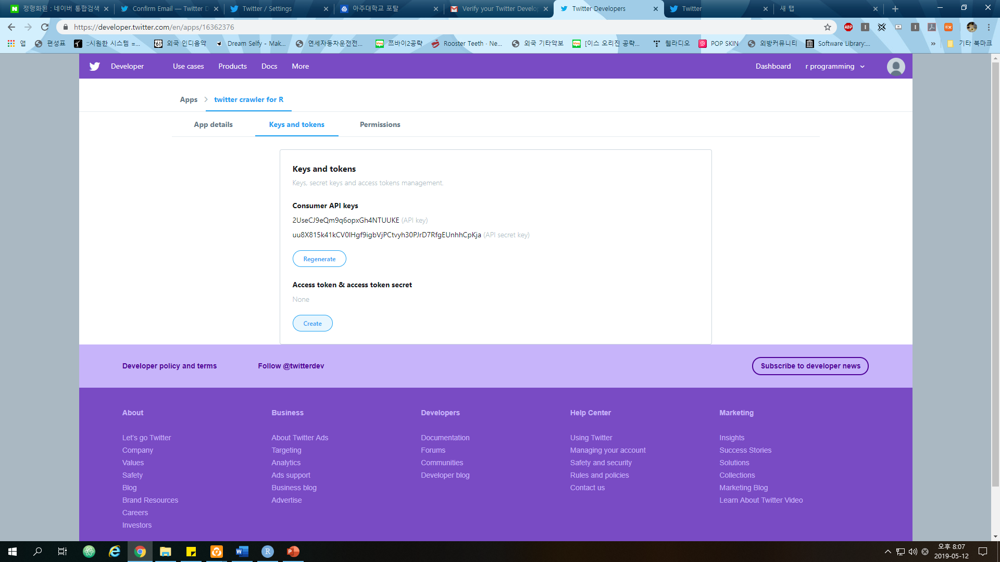 정형화된 : 네이버 통합검색
Confirm Email — Twitter D
Twitter / Settings
아주대학교 포탈
Verify your Twitter Develo
Twitter Developers
Twitter
새 탭
https://developer.twitter.com/en/apps/16362376
앱
편성표
::시원한 시스템 =...
외국 인디음악
Dream Selfy - Mak...
연세자동차운전전...
쯔바이2공략
Rooster Teeth · Ne...
외국 기타악보
[이스 오리진 공략...
웹라디오
POP SKIN
외방커뮤니티
Software Library:...
기타 북마크
Developer
Use cases
Products
Docs
More
Dashboard
r programming
Apps
twitter crawler for R
App details
Keys and tokens
Permissions
Keys and tokens
Keys, secret keys and access tokens management.
Consumer API keys
2UseCJ9eQm9q6opxGh4NTUUKE (API key)
uu8X815k41kCV0lHgf9igbVjPCtvyh30PJrD7RfgEUnhhCpKja (API secret key)
Regenerate
Access token & access token secret
None
Create
Developer policy and terms
Follow @twitterdev
Subscribe to developer news
About
Let's go Twitter
Company
Values
Safety
Blog
Brand Resources
Careers
Investors
Business
About Twitter Ads
Targeting
Analytics
Ads support
Business blog
Advertise
Developers
Documentation
Forums
Communities
Developer blog
Help Center
Using Twitter
Managing your account
Safety and security
Rules and policies
Contact us
Marketing
Insights
Success Stories
Solutions
Collections
Marketing Blog
Learn About Twitter Video
오후 8:07
2019-05-12